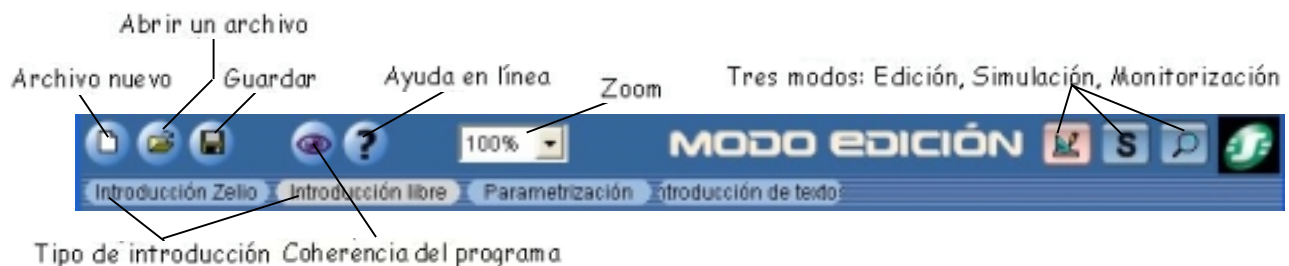 Abrir un archivo
Archivo nuevo
Guardar
Ayuda en línea
Zoom
Tres modos: Edición, Simulación, Monitorización
100%
MODO EDICIÓN
S
Introducción Zelio
Introducción libre
Parametrización
ntroducción de textos
Tipo de introducción
Coherencia del programa